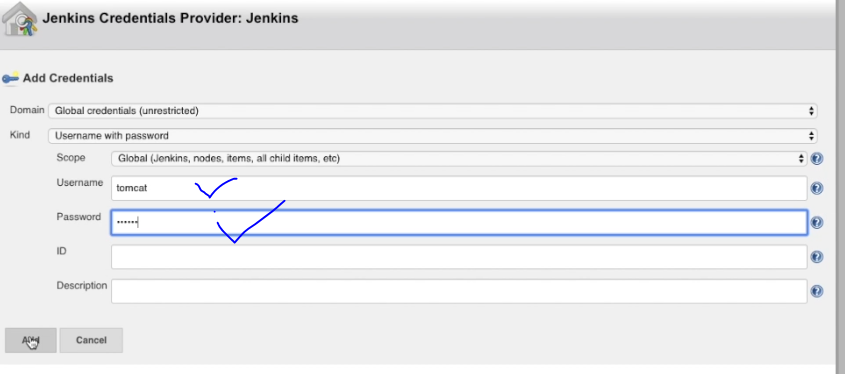 Jenkins Credentials Provider: Jenkins
Add Credentials
Domain Global credentials (unrestricted)
Kind Username with password
Scope Global (Jenkins, nodes, items, all child items, etc)
Username tomcat
Password ••••••
ID
Description
Add Cancel